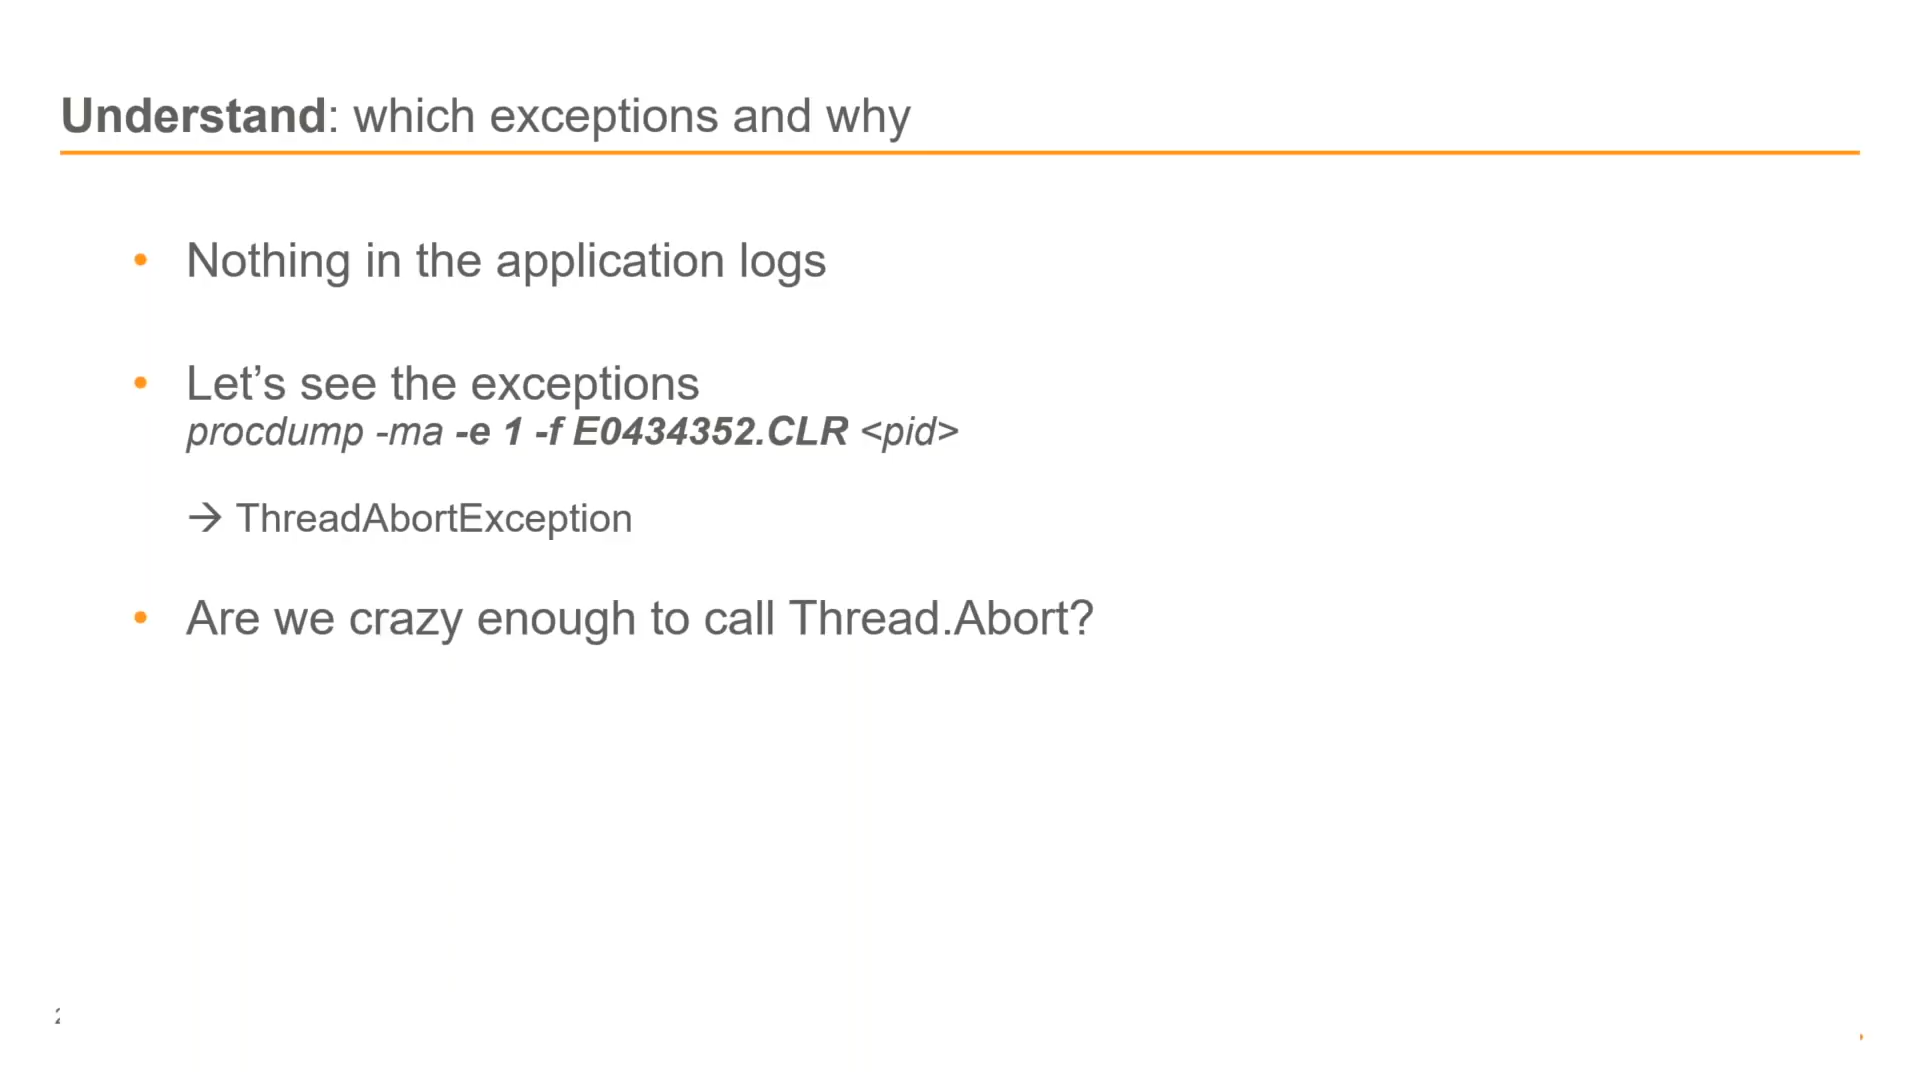 Understand: which exceptions and why
• Nothing in the application logs
• Let’s see the exceptions
procdump -ma -e 1 -f E0434352.CLR <pid>
→ ThreadAbortException
• Are we crazy enough to call Thread.Abort?